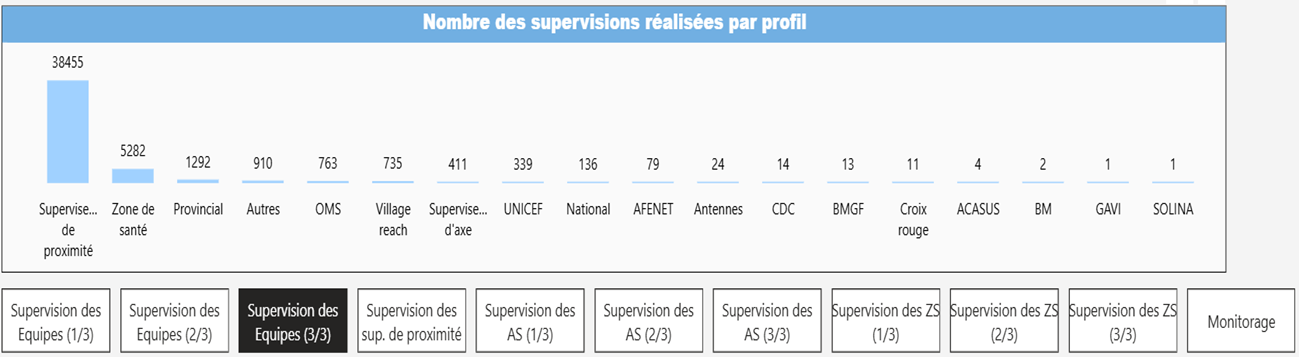 Nombre des supervisions réalisées par profil
38455 5282 1292 910 763 735 411 339 136 79 24 14 13 11 4 2 1 1
Supervise... de proximité
Zone de santé
Provincial
Autres
OMS
Village reach
Supervise... d'axe
UNICEF
National
AFENET
Antennes
CDC
BMGF
Croix rouge
ACASUS
BM
GAVI
SOLINA
Supervision des Equipes (1/3)
Supervision des Equipes (2/3)
Supervision des Equipes (3/3)
Supervision des sup. de proximité
Supervision des AS (1/3)
Supervision des AS (2/3)
Supervision des AS (3/3)
Supervision des ZS (1/3)
Supervision des ZS (2/3)
Supervision des ZS (3/3)
Monitorage